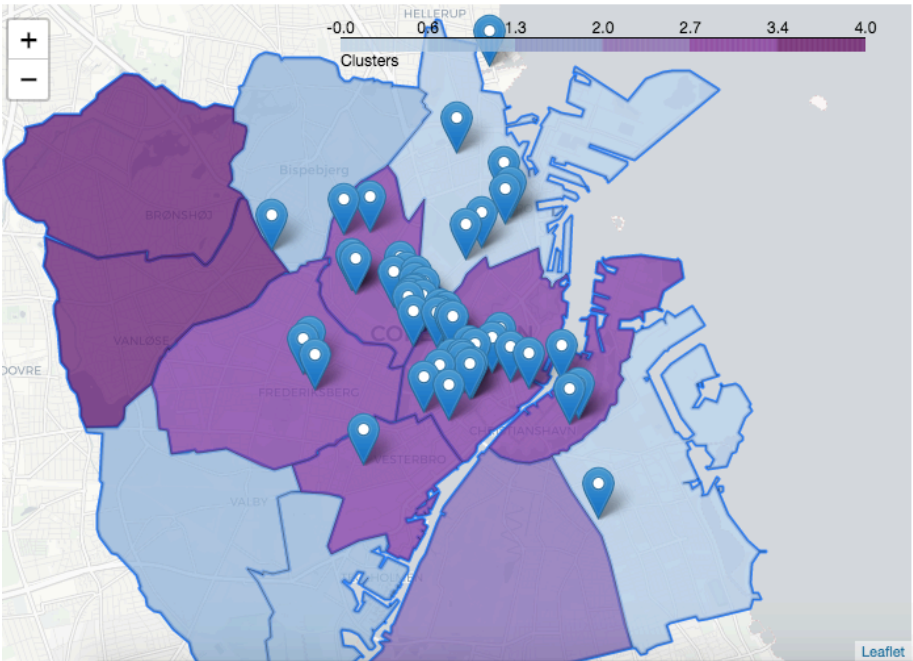 HELLERUP
+
−
-0.0 0.6 1.3 2.0 2.7 3.4 4.0
Clusters
Bispebjerg
BRØNSHØJ
VANLØSE
FREDERIKSBERG
CHRISTIANSHAVN
VESTERBRO
VALBY
Leaflet